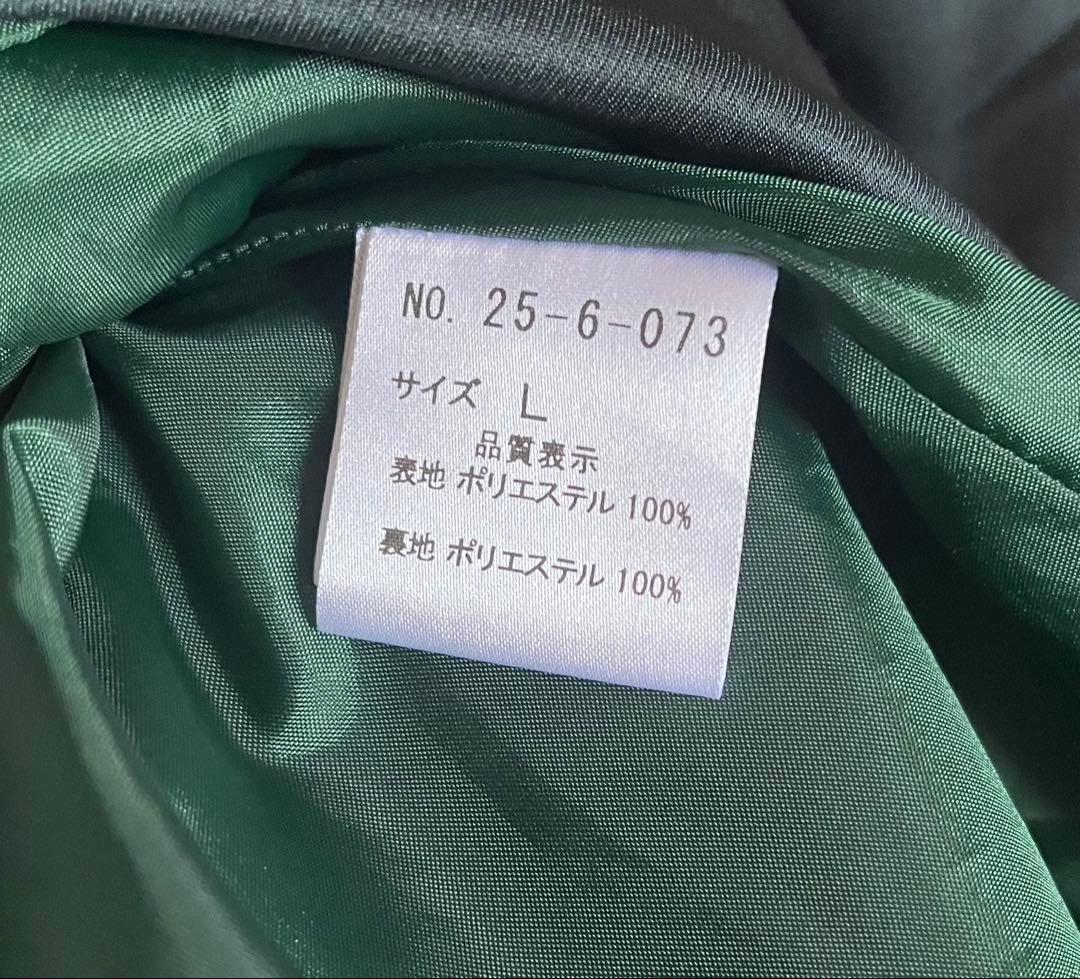 NO. 25-6-073
サイズ L
品質表示
表地 ポリエステル 100%
裏地 ポリエステル 100%